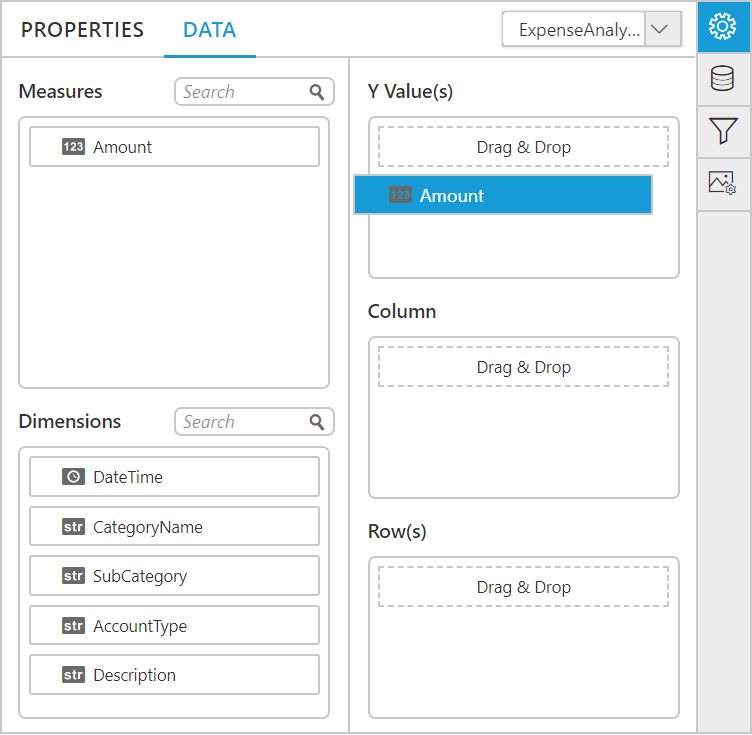 PROPERTIES
DATA
ExpenseAnaly...
Measures
Search
123 Amount
Dimensions
Search
DateTime
str CategoryName
str SubCategory
str AccountType
str Description
Y Value(s)
Drag & Drop
123 Amount
Column
Drag & Drop
Row(s)
Drag & Drop